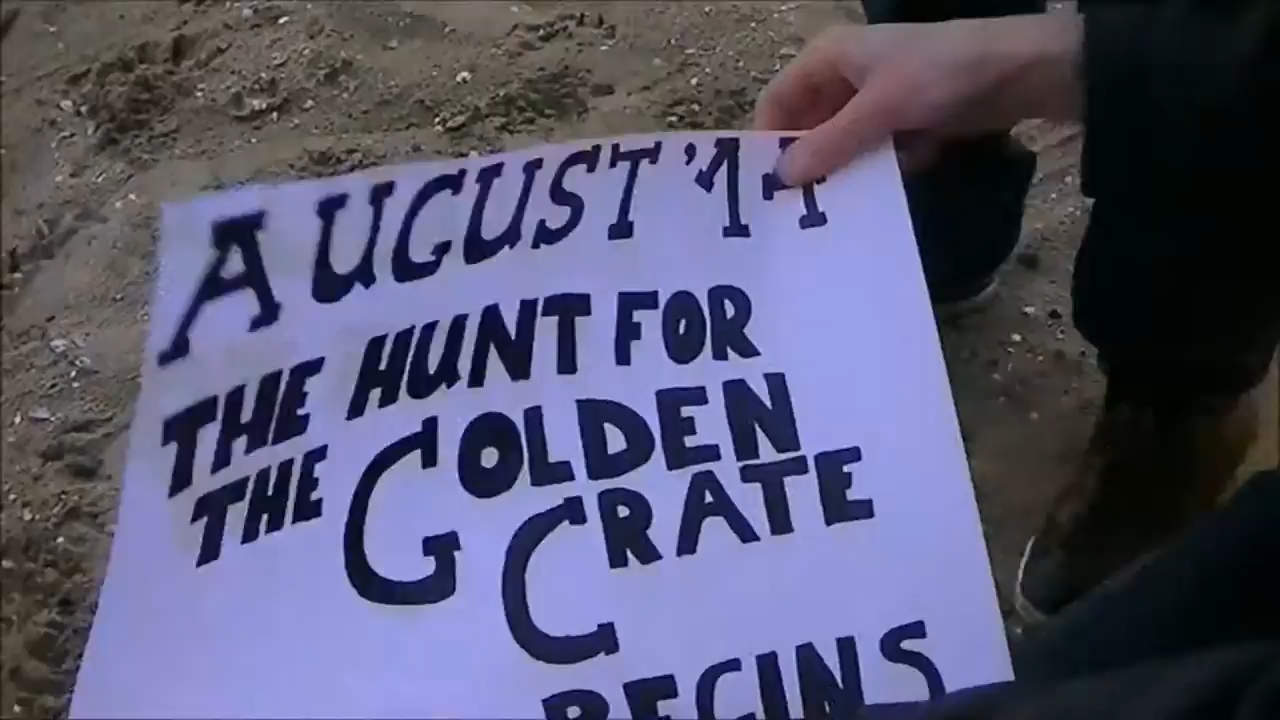 AUGUST '14
THE HUNT FOR
THE GOLDEN
CRATE
BEGINS